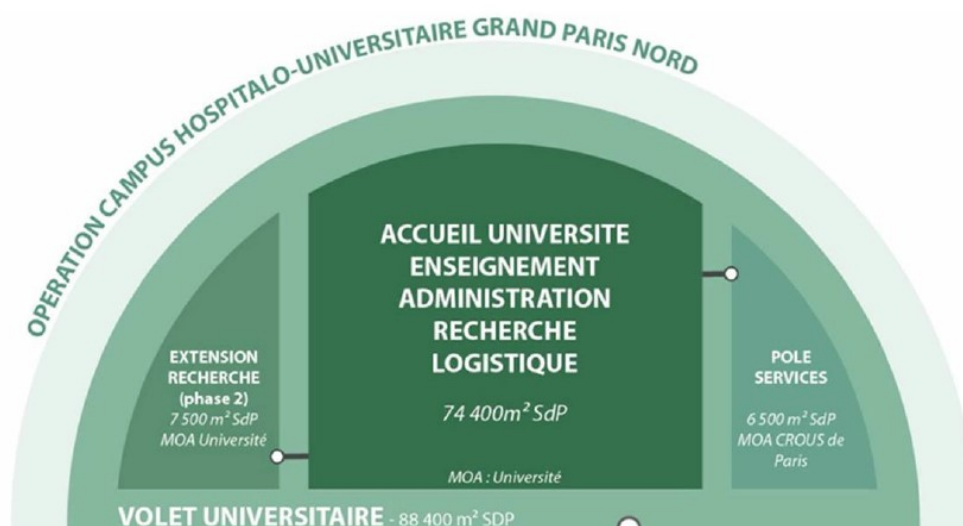 OPERATION CAMPUS HOSPITALO-UNIVERSITAIRE GRAND PARIS NORD
ACCUEIL UNIVERSITE
ENSEIGNEMENT
ADMINISTRATION
RECHERCHE
LOGISTIQUE
74 400m² SdP
MOA : Université
EXTENSION
RECHERCHE
(phase 2)
7 500 m² SdP
MOA Université
POLE
SERVICES
6 500 m² SdP
MOA CROUS de
Paris
VOLET UNIVERSITAIRE - 88 400 m² SDP